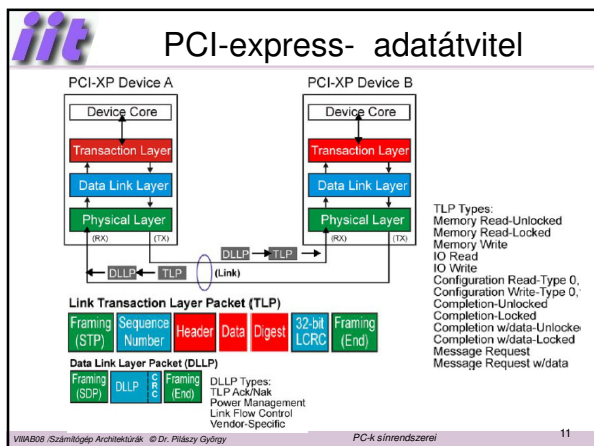 iit
PCI-express- adatátvitel
PCI-XP Device A
PCI-XP Device B
Device Core
Device Core
Transaction Layer
Transaction Layer
Data Link Layer
Data Link Layer
Physical Layer
Physical Layer
(RX) (TX)
(RX) (TX)
DLLP TLP
DLLP TLP
(Link)
TLP Types:
Memory Read-Unlocked
Memory Read-Locked
Memory Write
IO Read
IO Write
Configuration Read-Type 0,
Configuration Write-Type 0,
Completion-Unlocked
Completion-Locked
Completion w/data-Unlocke
Completion w/data-Locked
Message Request
Message Request w/data
Link Transaction Layer Packet (TLP)
Framing (STP) Sequence Number Header Data Digest 32-bit LCRC Framing (End)
Data Link Layer Packet (DLLP)
Framing (SDP) DLLP CRC Framing (End)
DLLP Types:
TLP Ack/Nak
Power Management
Link Flow Control
Vendor-Specific
VIIIAB08 /Számítógép Architektúrák © Dr. Pilászy György PC-k sínrendszerei 11